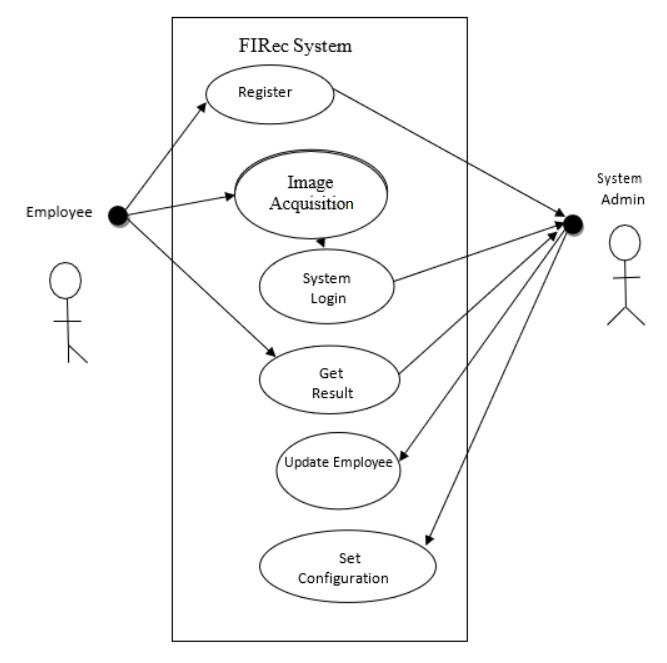 FIRec System
Register
Image
Acquisition
System
Admin
Employee
System
Login
Get
Result
Update Employee
Set
Configuration